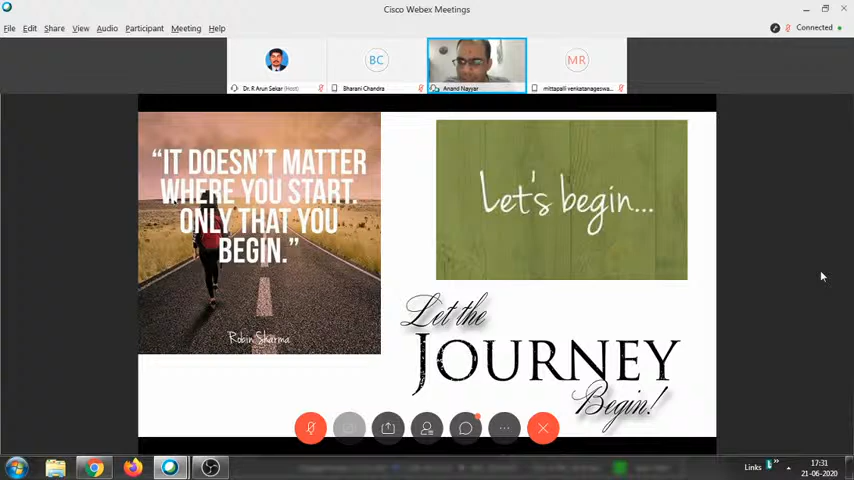 Cisco Webex Meetings
File Edit Share View Audio Participant Meeting Help
Connected
BC
MR
Dr. R Arun Sekar (Host)
Bharani Chandra
Anand Nayyar
mittapalli venkatanageswa...
“IT DOESN’T MATTER
WHERE YOU START.
ONLY THAT YOU
BEGIN.”
Robin Sharma
Let's begin...
Let the
JOURNEY
Begin!
Links
17:31
21-06-2020